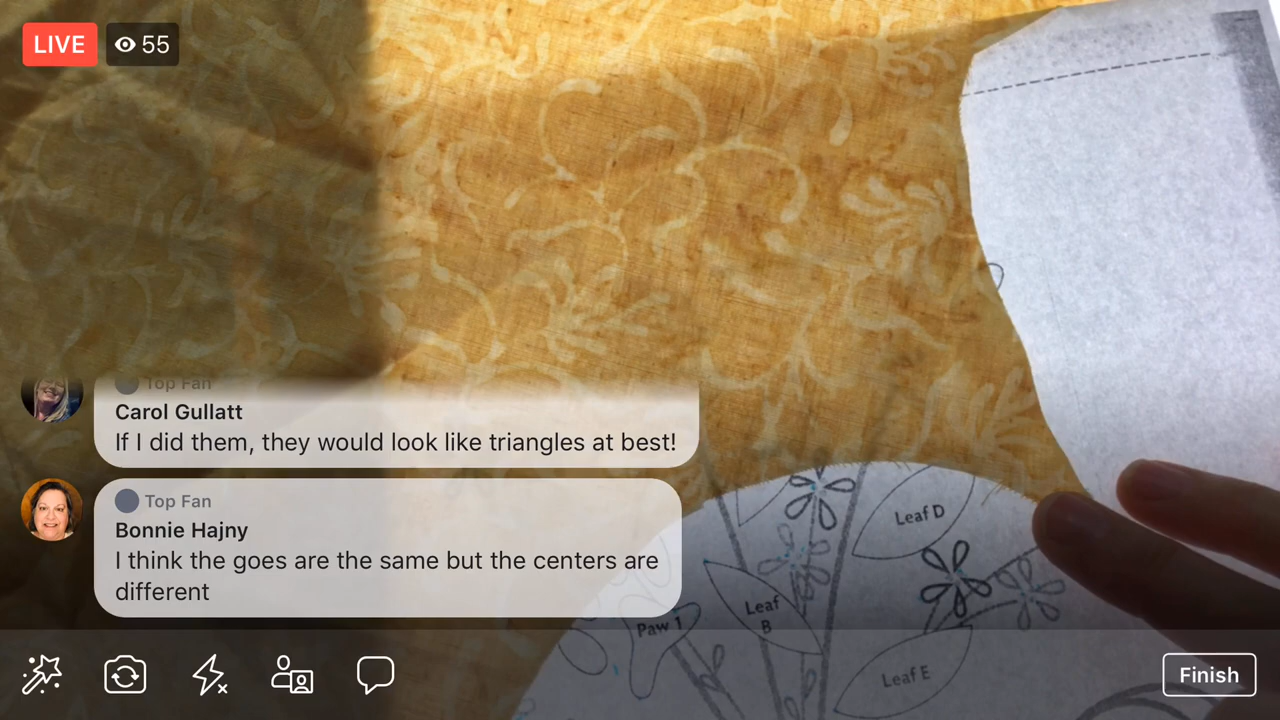 LIVE
55
Top Fan
Carol Gullatt
If I did them, they would look like triangles at best!
Top Fan
Bonnie Hajny
I think the goes are the same but the centers are
different
Leaf D
Leaf
B
Paw 1
Leaf E
Finish